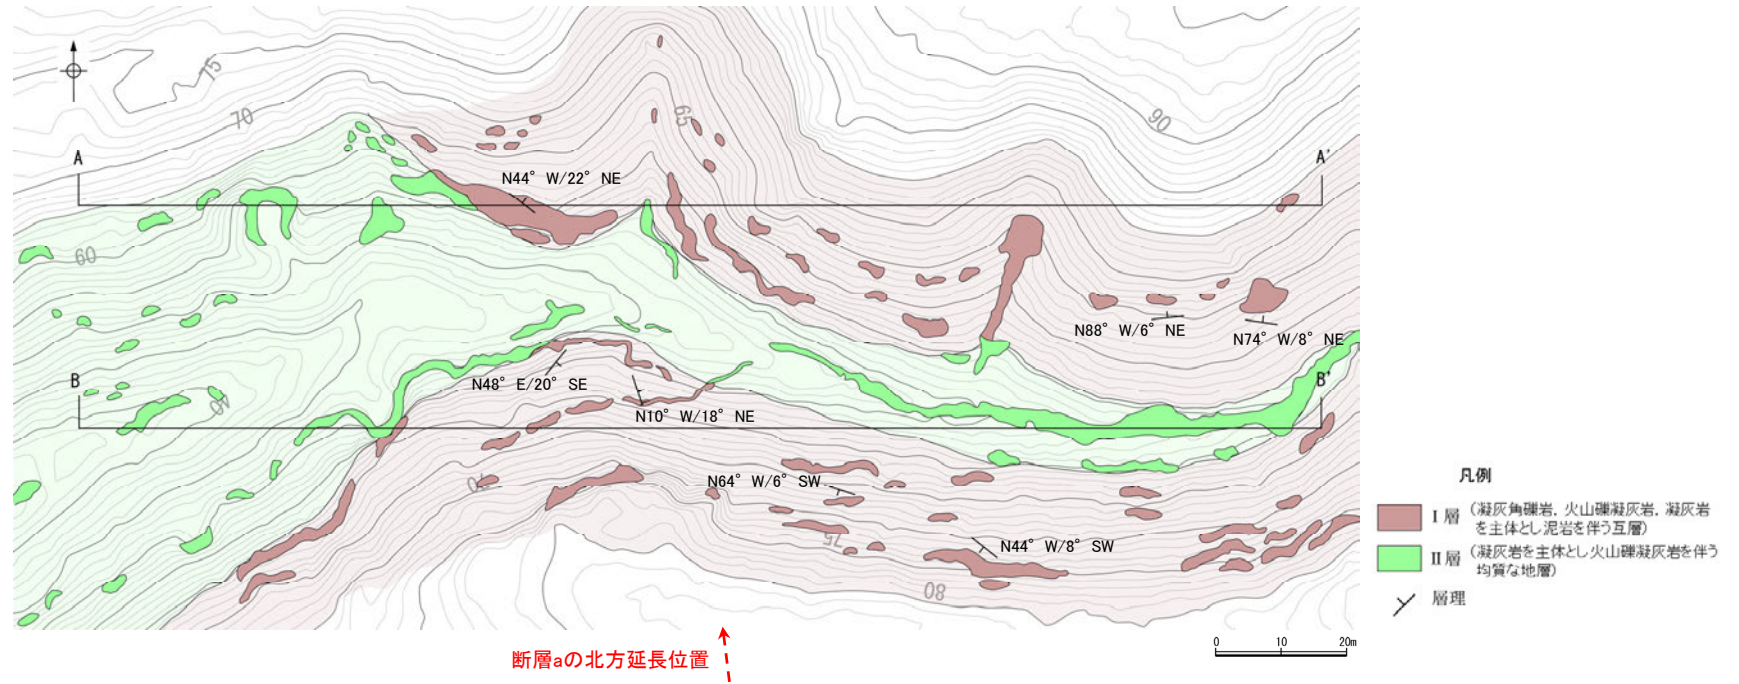 75
70
65
90
A
A'
N44° W/22° NE
60
N88° W/6° NE
N74° W/8° NE
B
B'
N48° E/20° SE
40
N10° W/18° NE
70
N64° W/6° SW
75
N44° W/8° SW
80
凡例
Ⅰ層 (凝灰角礫岩, 火山礫凝灰岩, 凝灰岩
を主体とし泥岩を伴う互層)
Ⅱ層 (凝灰岩を主体とし火山礫凝灰岩を伴う
均質な地層)
層理
0 10 20m
断層aの北方延長位置